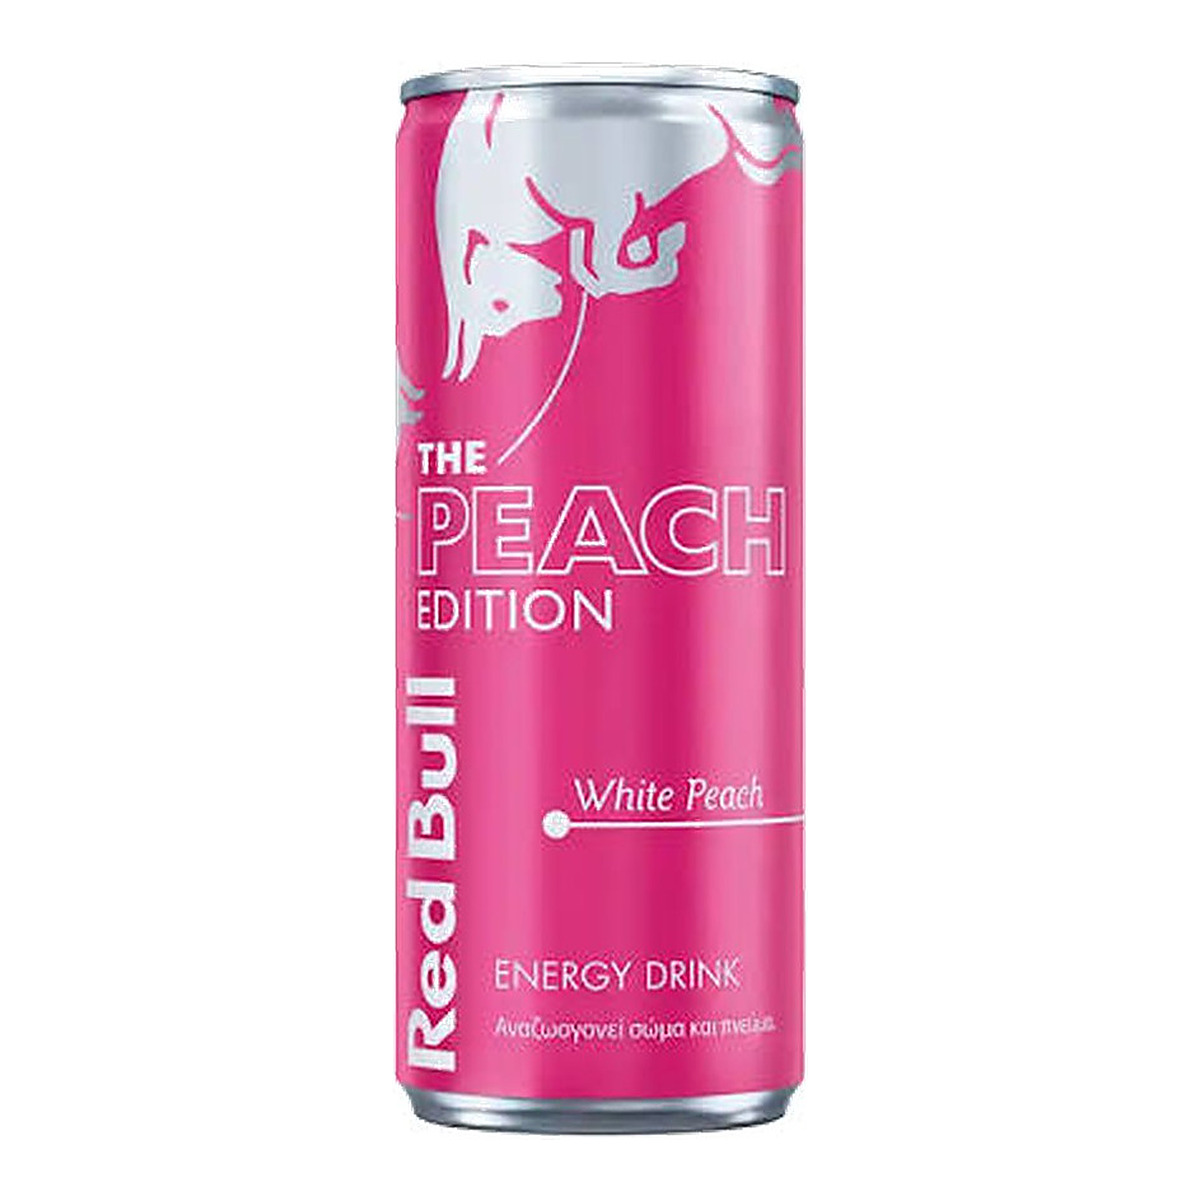 THE
PEACH
EDITION
Red Bull
White Peach
ENERGY DRINK
Αναζωογονεί σώμα και πνεύμα.